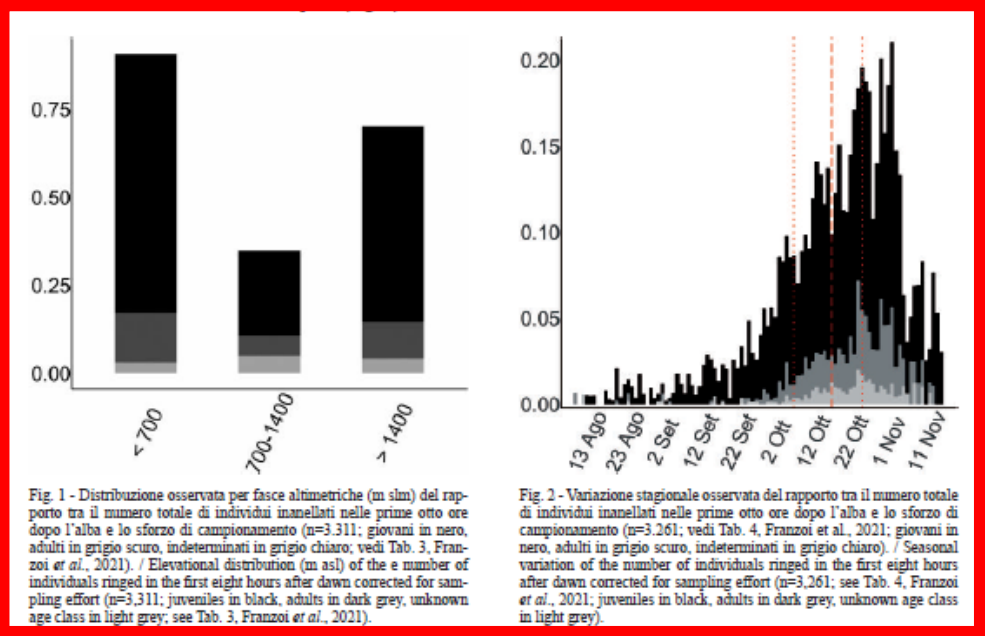 0.75
0.50
0.25
0.00
< 700
700-1400
> 1400
Fig. 1 - Distribuzione osservata per fasce altimetriche (m slm) del rap-
porto tra il numero totale di individui inanellati nelle prime otto ore
dopo l'alba e lo sforzo di campionamento (n=3.311; giovani in nero,
adulti in grigio scuro, indeterminati in grigio chiaro; vedi Tab. 3, Fran-
zoi et al., 2021). / Elevational distribution (m asl) of the e number of
individuals ringed in the first eight hours after dawn corrected for sam-
pling effort (n=3,311; juveniles in black, adults in dark grey, unknown
age class in light grey; see Tab. 3, Franzoi et al., 2021).
0.20
0.15
0.10
0.05
0.00
13 Ago
23 Ago
2 Set
12 Set
22 Set
2 Ott
12 Ott
22 Ott
1 Nov
11 Nov
Fig. 2 - Variazione stagionale osservata del rapporto tra il numero totale
di individui inanellati nelle prime otto ore dopo l'alba e lo sforzo di
campionamento (n=3.261; vedi Tab. 4, Franzoi et al., 2021; giovani in
nero, adulti in grigio scuro, indeterminati in grigio chiaro). / Seasonal
variation of the number of individuals ringed in the first eight hours
after dawn corrected for sampling effort (n=3,261; see Tab. 4, Franzoi
et al., 2021; juveniles in black, adults in dark grey, unknown age class
in light grey).